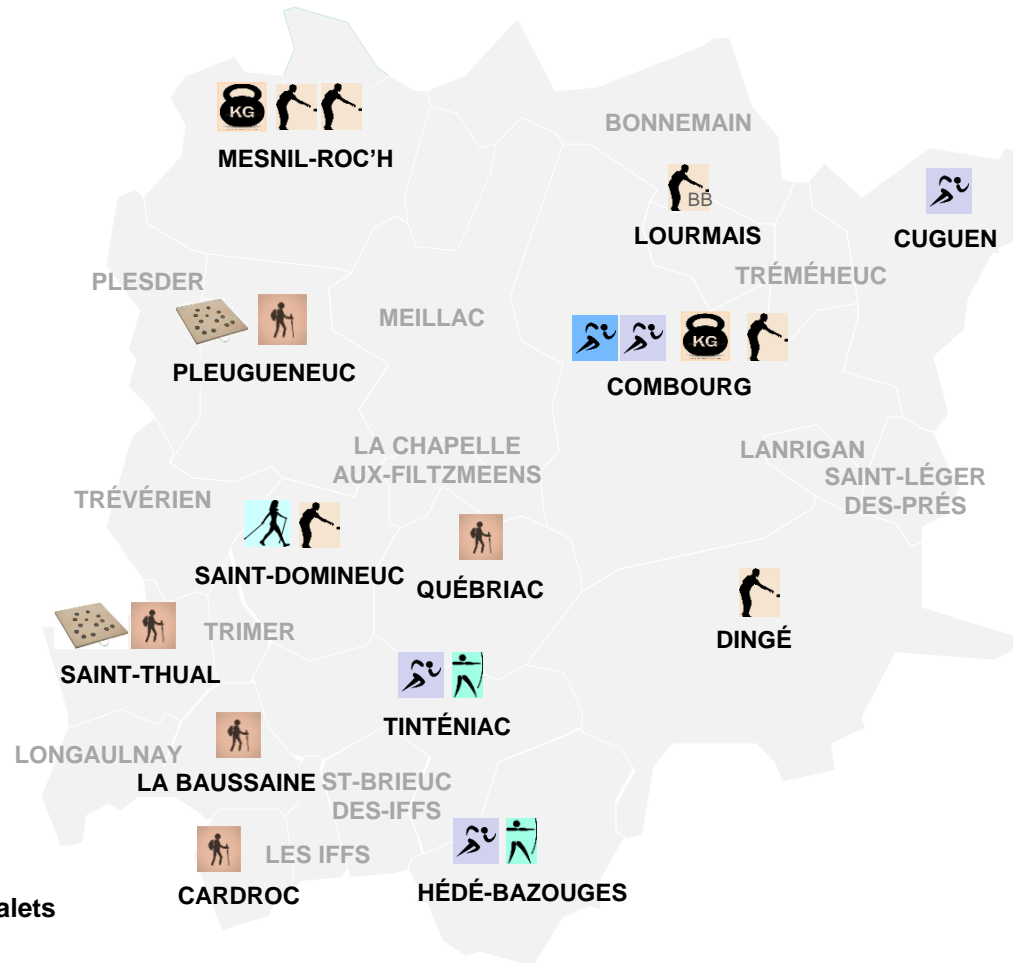 KG
MESNIL-ROC’H
BONNEMAIN
BB
LOURMAIS
CUGUEN
TRÉMÉHEUC
PLESDER
MEILLAC
PLEUGUENEUC
KG
COMBOURG
LA CHAPELLE
AUX-FILTZMEENS
LANRIGAN
SAINT-LÉGER
DES-PRÉS
TRÉVÉRIEN
SAINT-DOMINEUC
QUÉBRIAC
TRIMER
DINGÉ
SAINT-THUAL
TINTÉNIAC
LONGAULNAY
LA BAUSSAINE
ST-BRIEUC
DES-IFFS
LES IFFS
CARDROC
HÉDÉ-BAZOUGES
alets